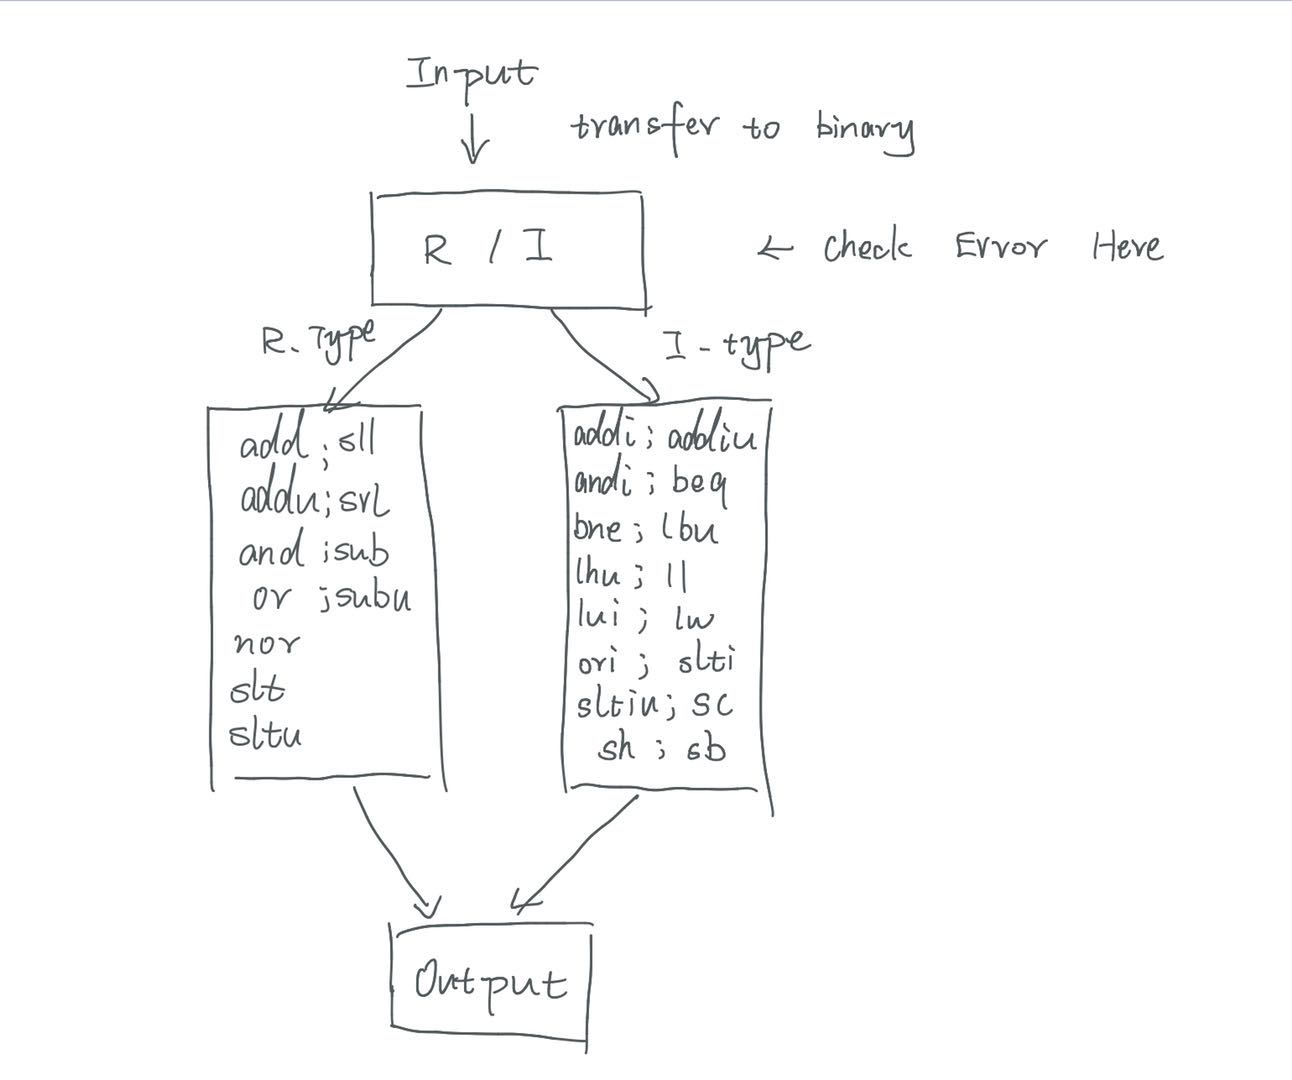 Input
transfer to binary
R / I
← Check Error Here
R. Type
I - type
add ; sll
addu; srl
and ; sub
or ; subu
nor
slt
sltu
addi ; addiu
andi ; beq
bne ; lbu
lhu ; ll
lui ; lw
ori ; slti
sltiu; sc
sh ; sb
Output